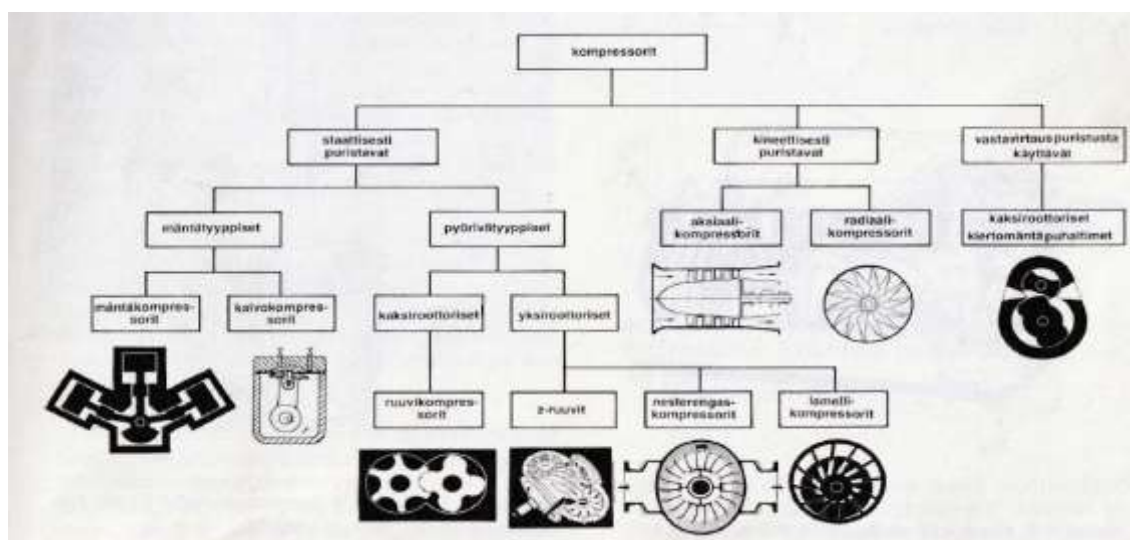 kompressorit
staattisesti
puristavat
kineettisesti
puristavat
vastavirtauspuristusta
käyttävät
mäntätyyppiset
pyörivätyyppiset
aksiaali-
kompressorit
radiaali-
kompressorit
kaksiroottoriset
kiertomäntäpuhaltimet
mäntäkompres-
sorit
kalvokompres-
sorit
kaksiroottoriset
yksiroottoriset
ruuvikompres-
sorit
z-ruuvit
nesterengas-
kompressorit
lamelli-
kompressorit